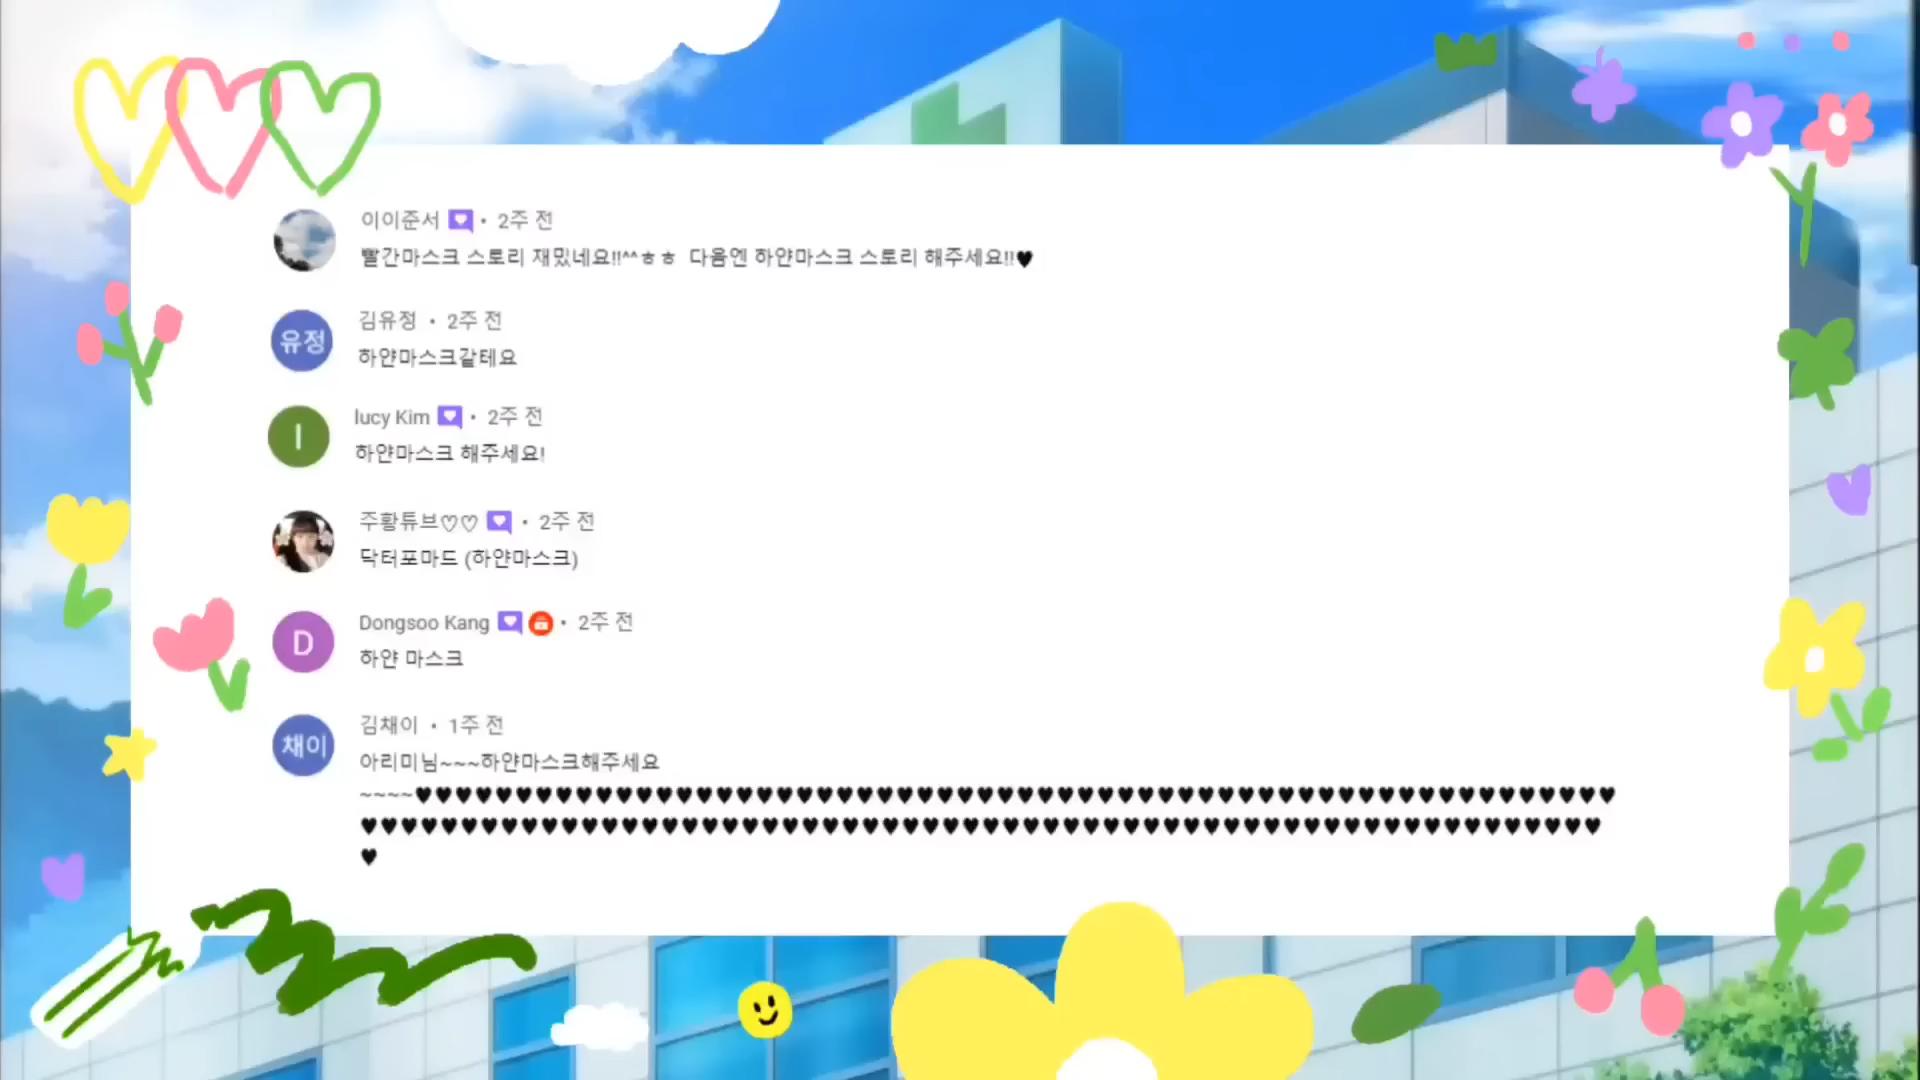 이이준서 • 2주 전
빨간마스크 스토리 재밌네요!!^^ㅎㅎ 다음엔 하얀마스크 스토리 해주세요!!♥
유정
김유정 • 2주 전
하얀마스크같테요
l
lucy Kim • 2주 전
하얀마스크 해주세요!
주황튜브♡♡ • 2주 전
닥터포마드 (하얀마스크)
D
Dongsoo Kang • 2주 전
하얀 마스크
채이
김채이 • 1주 전
아리미님~~~하얀마스크해주세요
~~~~♥♥♥♥♥♥♥♥♥♥♥♥♥♥♥♥♥♥♥♥♥♥♥♥♥♥♥♥♥♥♥♥♥♥♥♥♥♥♥♥♥♥♥♥♥♥♥♥♥♥♥♥♥♥♥♥♥♥♥♥
♥♥♥♥♥♥♥♥♥♥♥♥♥♥♥♥♥♥♥♥♥♥♥♥♥♥♥♥♥♥♥♥♥♥♥♥♥♥♥♥♥♥♥♥♥♥♥♥♥♥♥♥♥♥♥♥♥♥♥♥♥♥
♥